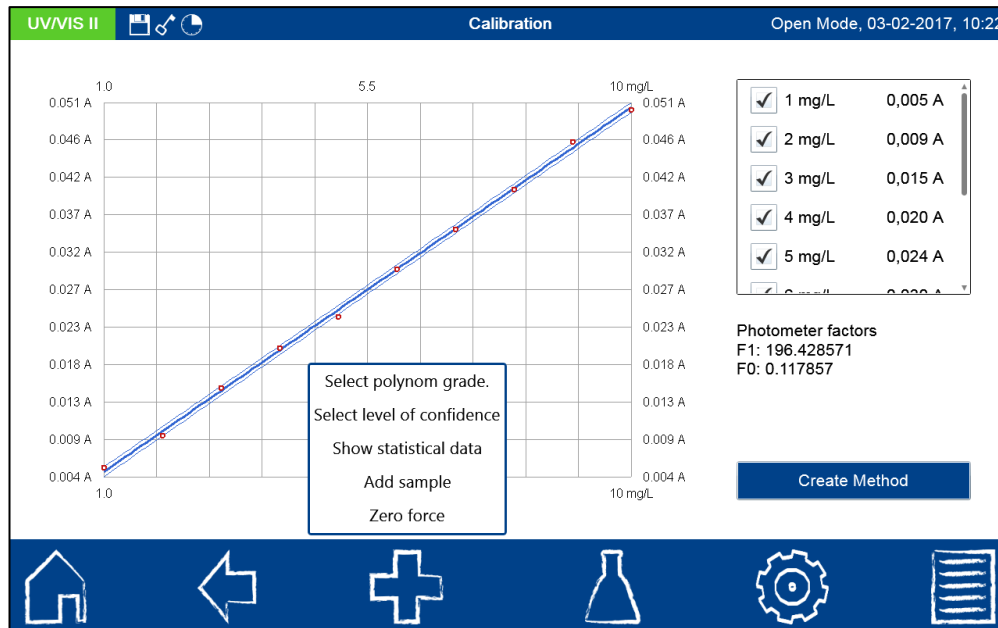 UV/VIS II
Calibration
Open Mode, 03-02-2017, 10:22
1.0 5.5 10 mg/L
0.051 A 0.051 A
0.046 A 0.046 A
0.042 A 0.042 A
0.037 A 0.037 A
0.032 A 0.032 A
0.027 A 0.027 A
0.023 A 0.023 A
0.018 A 0.018 A
0.013 A 0.013 A
0.009 A 0.009 A
0.004 A 0.004 A
1.0 10 mg/L
Select polynom grade.
Select level of confidence
Show statistical data
Add sample
Zero force
1 mg/L 0,005 A
2 mg/L 0,009 A
3 mg/L 0,015 A
4 mg/L 0,020 A
5 mg/L 0,024 A
Photometer factors
F1: 196.428571
F0: 0.117857
Create Method